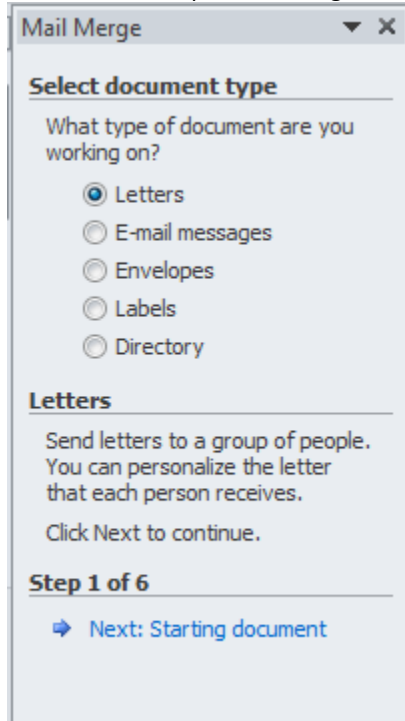 Mail Merge
Select document type
What type of document are you
working on?
Letters
E-mail messages
Envelopes
Labels
Directory
Letters
Send letters to a group of people.
You can personalize the letter
that each person receives.
Click Next to continue.
Step 1 of 6
Next: Starting document